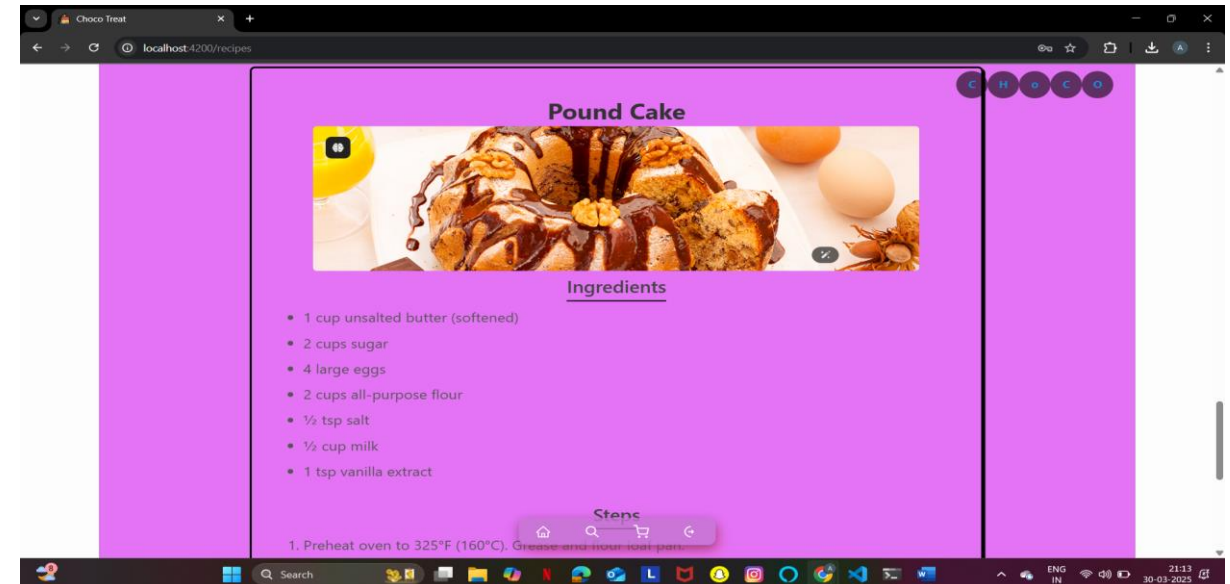 Choco Treat
localhost:4200/recipes
A
C H o C O
Pound Cake
Ingredients
• 1 cup unsalted butter (softened)
• 2 cups sugar
• 4 large eggs
• 2 cups all-purpose flour
• ½ tsp salt
• ½ cup milk
• 1 tsp vanilla extract
Steps
1. Preheat oven to 325°F (160°C). Grease and flour loaf pan.
8
Search
N
L
W
ENG
IN
21:13
30-03-2025